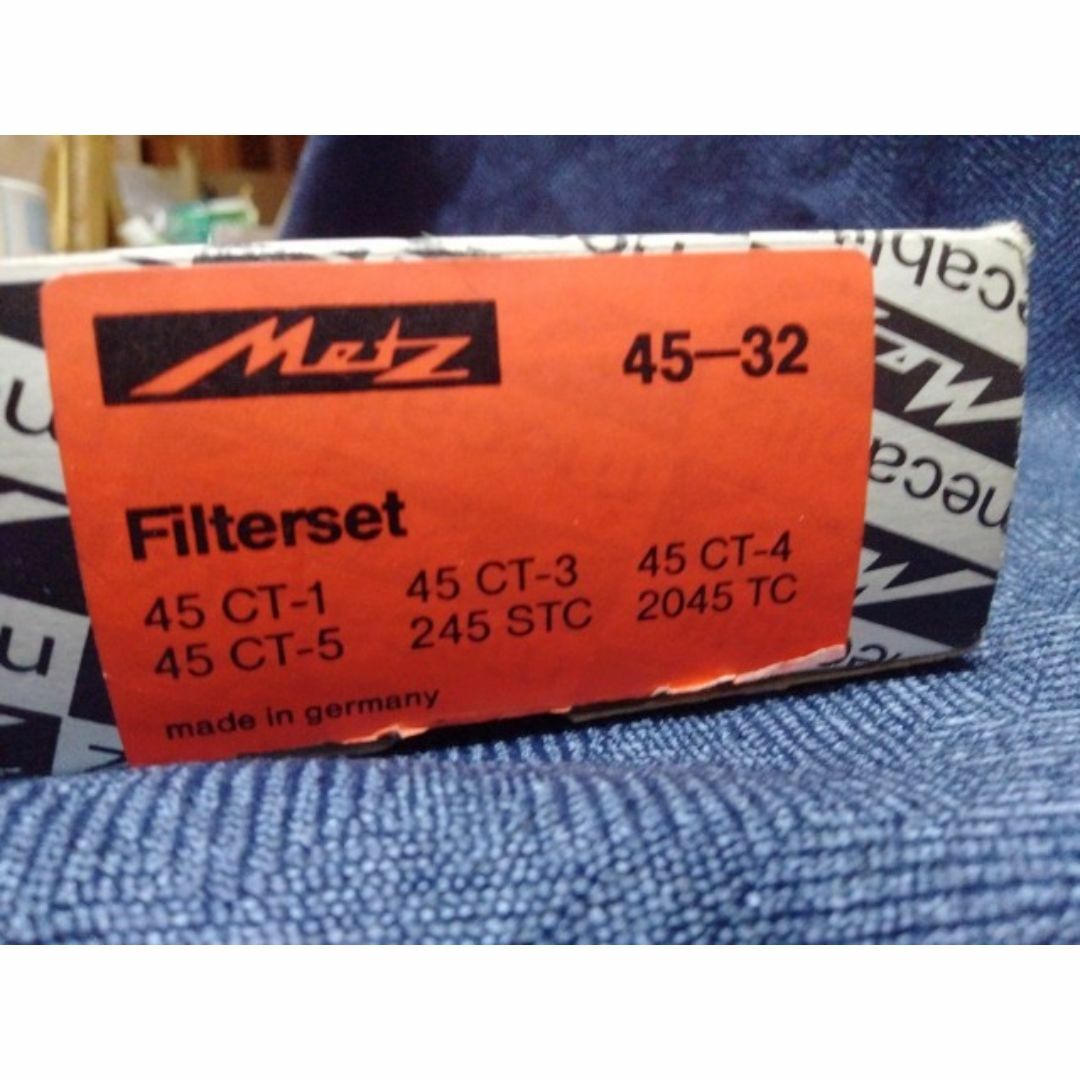 Metz 45–32
Filterset
45 CT-1 45 CT-3 45 CT-4
45 CT-5 245 STC 2045 TC
made in germany